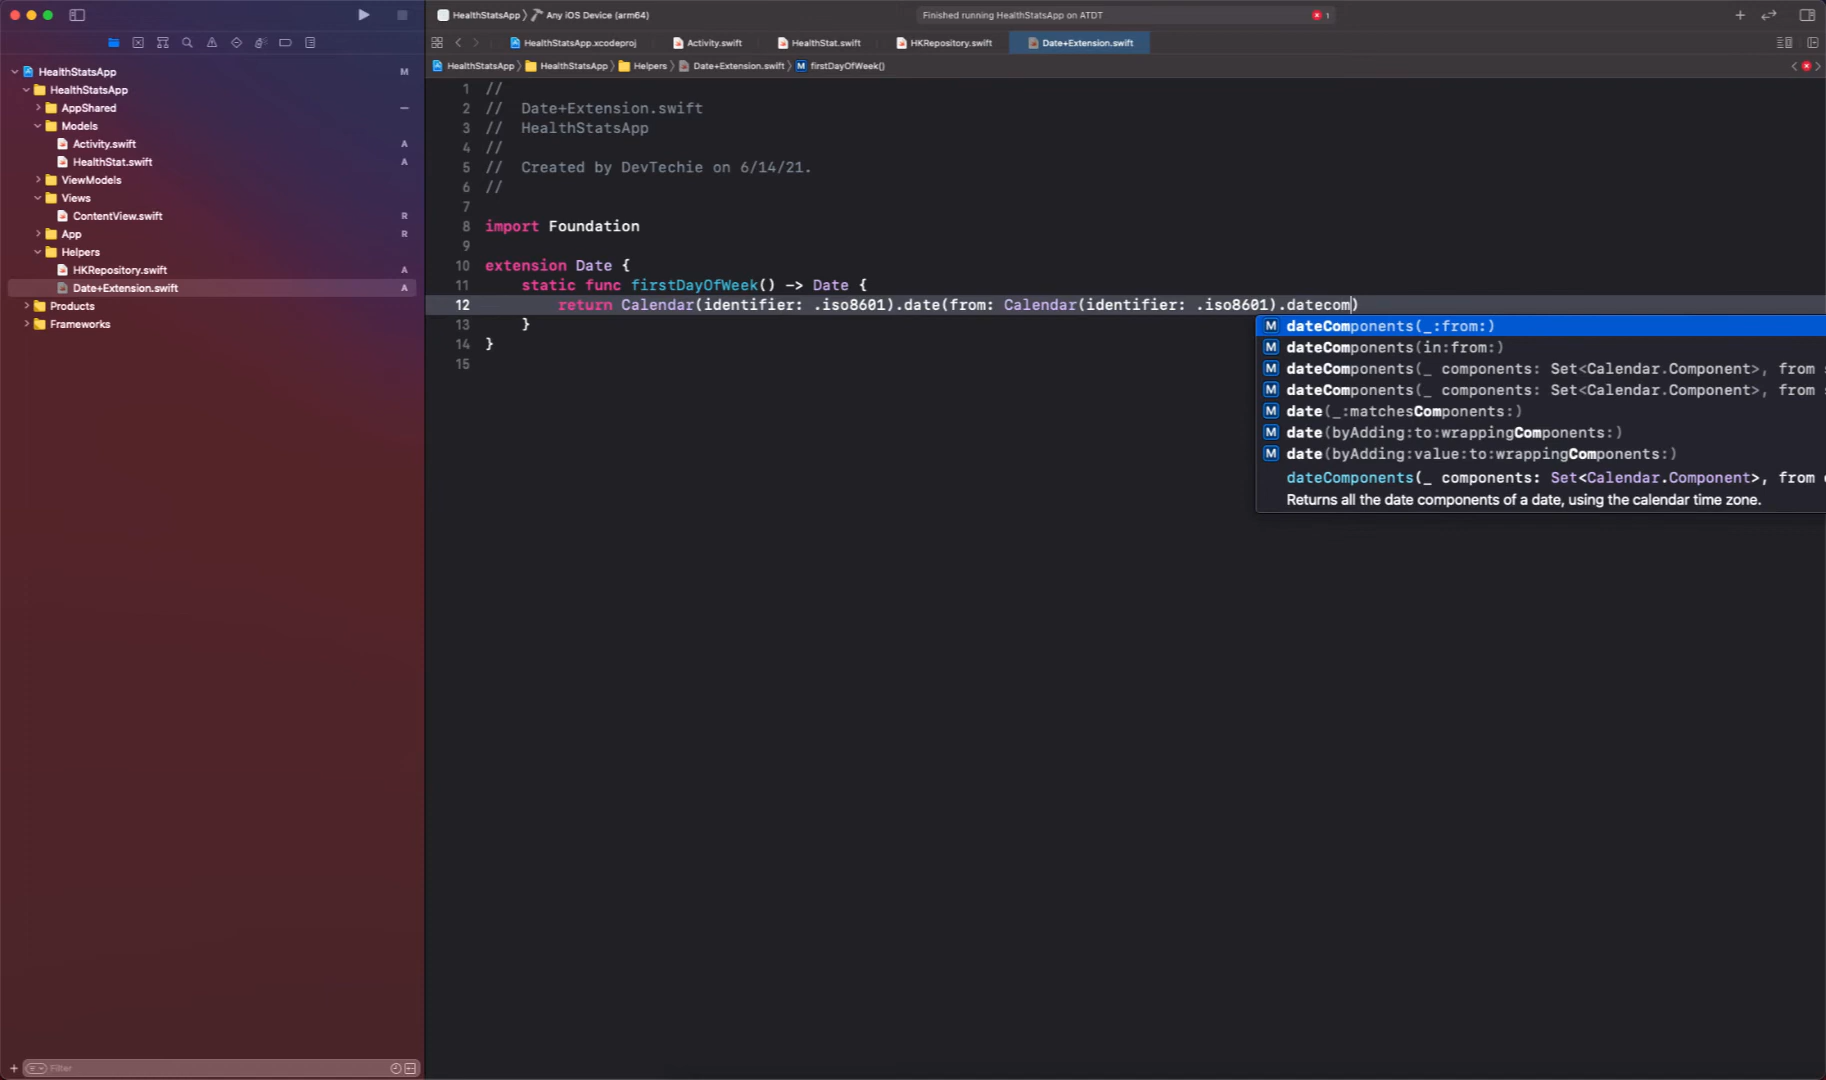 HealthStatsApp 〉 Any iOS Device (arm64)
Finished running HealthStatsApp on ATDT
1
HealthStatsApp.xcodeproj
Activity.swift
HealthStat.swift
HKRepository.swift
Date+Extension.swift
HealthStatsApp 〉 HealthStatsApp 〉 Helpers 〉 Date+Extension.swift 〉 M firstDayOfWeek()
HealthStatsApp M
HealthStatsApp
AppShared
Models
Activity.swift A
HealthStat.swift A
ViewModels
Views
ContentView.swift R
App R
Helpers
HKRepository.swift A
Date+Extension.swift A
Products
Frameworks
Filter
1 //
2 //  Date+Extension.swift
3 //  HealthStatsApp
4 //
5 //  Created by DevTechie on 6/14/21.
6 //
7
8 import Foundation
9
10 extension Date {
11     static func firstDayOfWeek() -> Date {
12         return Calendar(identifier: .iso8601).date(from: Calendar(identifier: .iso8601).datecom)
13     }
14 }
15
M dateComponents(_:from:)
M dateComponents(in:from:)
M dateComponents(_ components: Set<Calendar.Component>, from
M dateComponents(_ components: Set<Calendar.Component>, from
M date(_:matchesComponents:)
M date(byAdding:to:wrappingComponents:)
M date(byAdding:value:to:wrappingComponents:)
dateComponents(_ components: Set<Calendar.Component>, from
Returns all the date components of a date, using the calendar time zone.